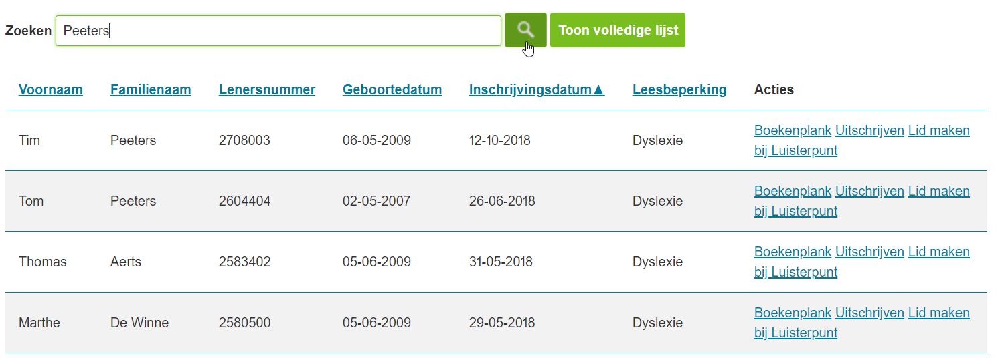 Zoeken Peeters Toon volledige lijst
Voornaam Familienaam Lenersnummer Geboortedatum Inschrijvingsdatum▲ Leesbeperking Acties
Tim Peeters 2708003 06-05-2009 12-10-2018 Dyslexie Boekenplank Uitschrijven Lid maken
bij Luisterpunt
Tom Peeters 2604404 02-05-2007 26-06-2018 Dyslexie Boekenplank Uitschrijven Lid maken
bij Luisterpunt
Thomas Aerts 2583402 05-06-2009 31-05-2018 Dyslexie Boekenplank Uitschrijven Lid maken
bij Luisterpunt
Marthe De Winne 2580500 05-06-2009 29-05-2018 Dyslexie Boekenplank Uitschrijven Lid maken
bij Luisterpunt